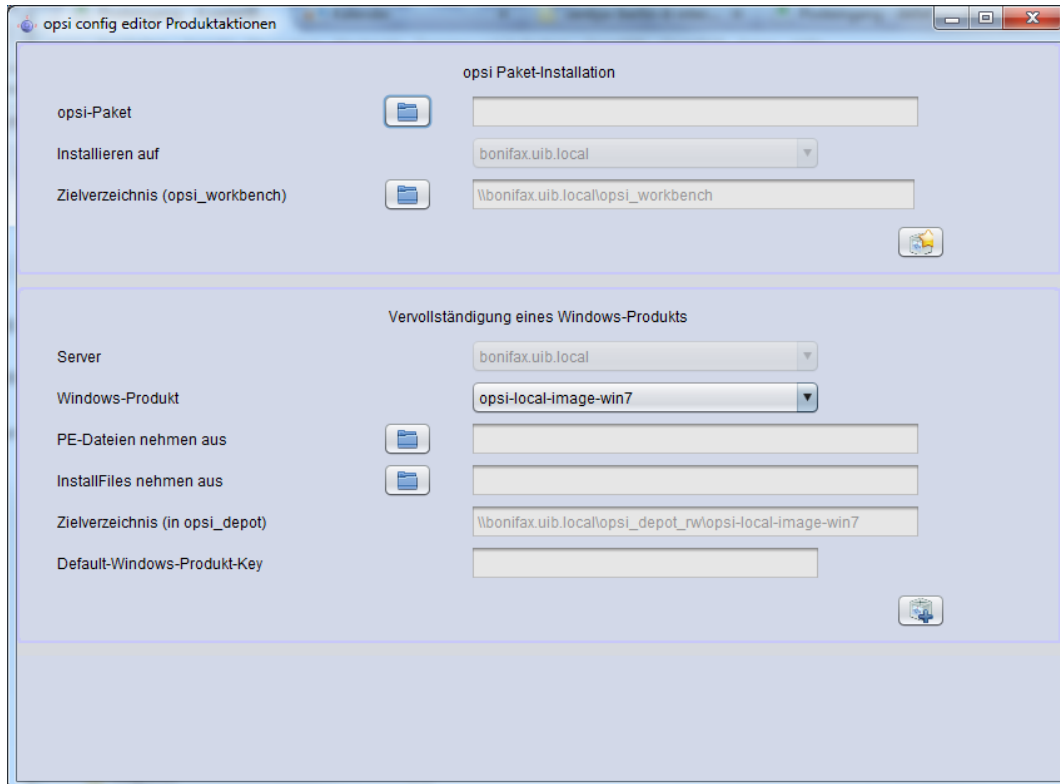 opsi config editor Produktaktionen
opsi Paket-Installation
opsi-Paket
Installieren auf bonifax.uib.local
Zielverzeichnis (opsi_workbench) \\bonifax.uib.local\opsi_workbench
Vervollständigung eines Windows-Produkts
Server bonifax.uib.local
Windows-Produkt opsi-local-image-win7
PE-Dateien nehmen aus
InstallFiles nehmen aus
Zielverzeichnis (in opsi_depot) \\bonifax.uib.local\opsi_depot_rw\opsi-local-image-win7
Default-Windows-Produkt-Key